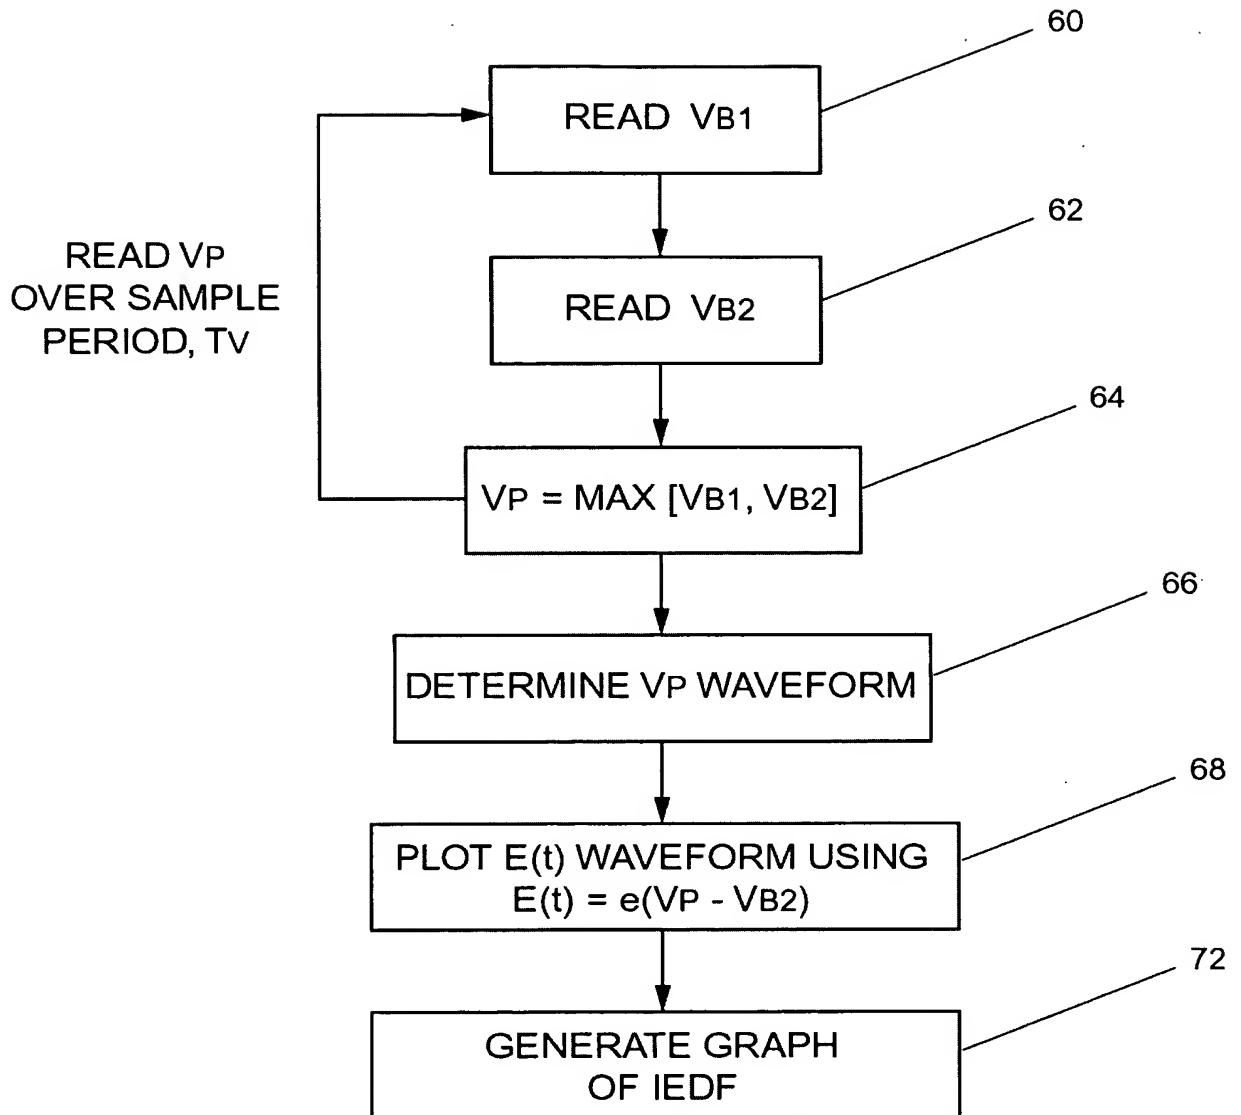 60
READ VB1
62
READ VB2
READ VP
OVER SAMPLE
PERIOD, TV
64
VP = MAX [VB1, VB2]
66
DETERMINE VP WAVEFORM
68
PLOT E(t) WAVEFORM USING
E(t) = e(VP - VB2)
72
GENERATE GRAPH
OF IEDF